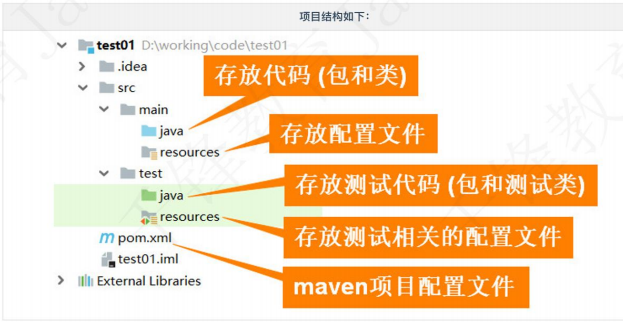 项目结构如下：
test01 D:\working\code\test01
.idea
存放代码 (包和类)
src
main
java
存放配置文件
resources
test
java
存放测试代码 (包和测试类)
resources
存放测试相关的配置文件
pom.xml
test01.iml
maven项目配置文件
External Libraries